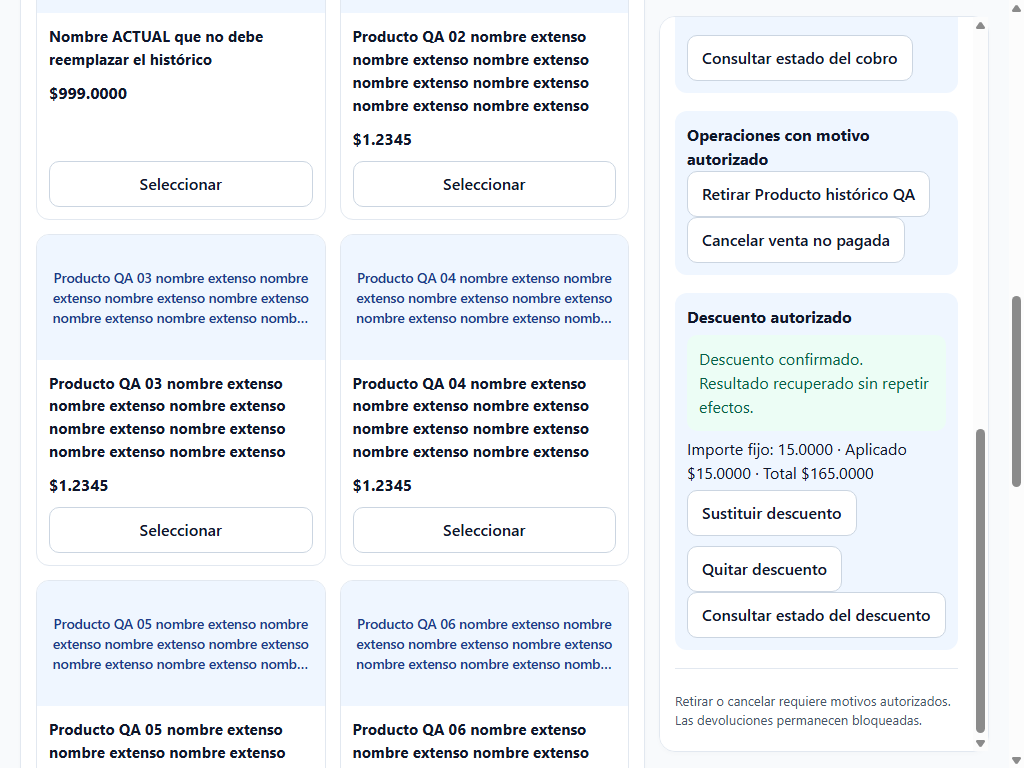 Nombre ACTUAL que no debe
reemplazar el histórico
$999.0000
Seleccionar
Producto QA 02 nombre extenso
nombre extenso nombre extenso
nombre extenso nombre extenso
nombre extenso nombre extenso
$1.2345
Seleccionar
Producto QA 03 nombre extenso nombre
extenso nombre extenso nombre extenso
nombre extenso nombre extenso nomb...
Producto QA 03 nombre extenso
nombre extenso nombre extenso
nombre extenso nombre extenso
nombre extenso nombre extenso
$1.2345
Seleccionar
Producto QA 04 nombre extenso nombre
extenso nombre extenso nombre extenso
nombre extenso nombre extenso nomb...
Producto QA 04 nombre extenso
nombre extenso nombre extenso
nombre extenso nombre extenso
nombre extenso nombre extenso
$1.2345
Seleccionar
Producto QA 05 nombre extenso nombre
extenso nombre extenso nombre extenso
nombre extenso nombre extenso nomb...
Producto QA 05 nombre extenso
nombre extenso nombre extenso
Producto QA 06 nombre extenso nombre
extenso nombre extenso nombre extenso
nombre extenso nombre extenso nomb...
Producto QA 06 nombre extenso
nombre extenso nombre extenso
Consultar estado del cobro
Operaciones con motivo
autorizado
Retirar Producto histórico QA
Cancelar venta no pagada
Descuento autorizado
Descuento confirmado.
Resultado recuperado sin repetir
efectos.
Importe fijo: 15.0000 · Aplicado
$15.0000 · Total $165.0000
Sustituir descuento
Quitar descuento
Consultar estado del descuento
Retirar o cancelar requiere motivos autorizados.
Las devoluciones permanecen bloqueadas.